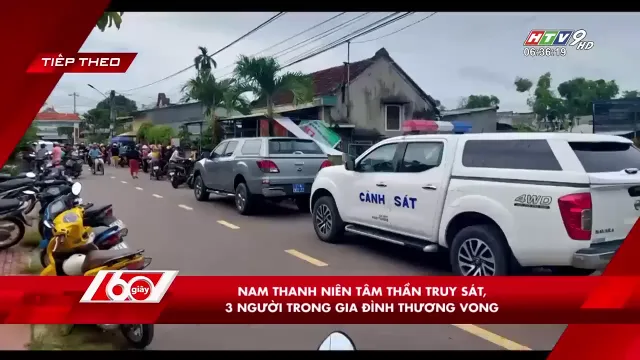 TIẾP THEO
HTV9 HD
06:36:19
CẢNH SÁT
4WD
NAVARA
60 giây
NAM THANH NIÊN TÂM THẦN TRUY SÁT,
3 NGƯỜI TRONG GIA ĐÌNH THƯƠNG VONG